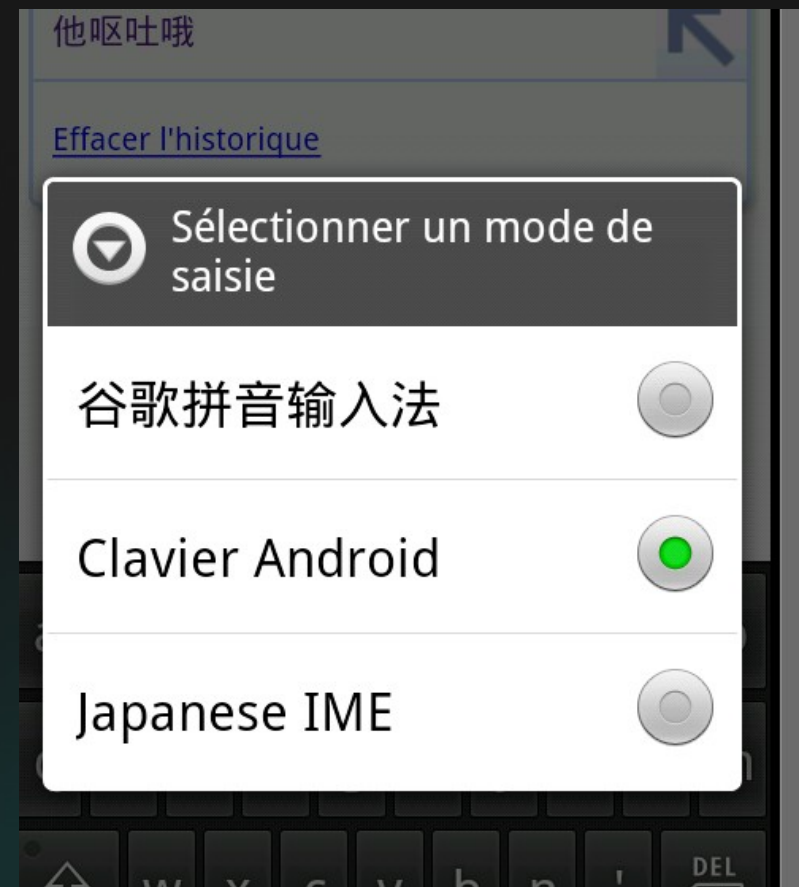 他呕吐哦
Effacer l'historique
Sélectionner un mode de
saisie
谷歌拼音输入法
Clavier Android
Japanese IME
w x c v b n '
DEL